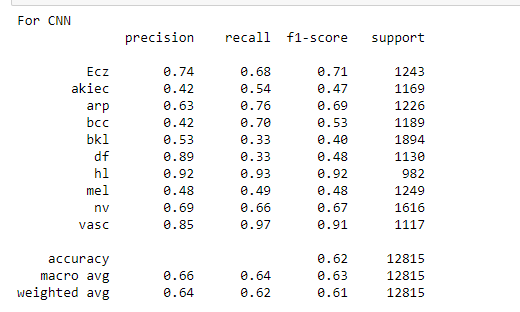 For CNN
precision recall f1-score support
Ecz 0.74 0.68 0.71 1243
akiec 0.42 0.54 0.47 1169
arp 0.63 0.76 0.69 1226
bcc 0.42 0.70 0.53 1189
bkl 0.53 0.33 0.40 1894
df 0.89 0.33 0.48 1130
hl 0.92 0.93 0.92 982
mel 0.48 0.49 0.48 1249
nv 0.69 0.66 0.67 1616
vasc 0.85 0.97 0.91 1117
accuracy 0.62 12815
macro avg 0.66 0.64 0.63 12815
weighted avg 0.64 0.62 0.61 12815